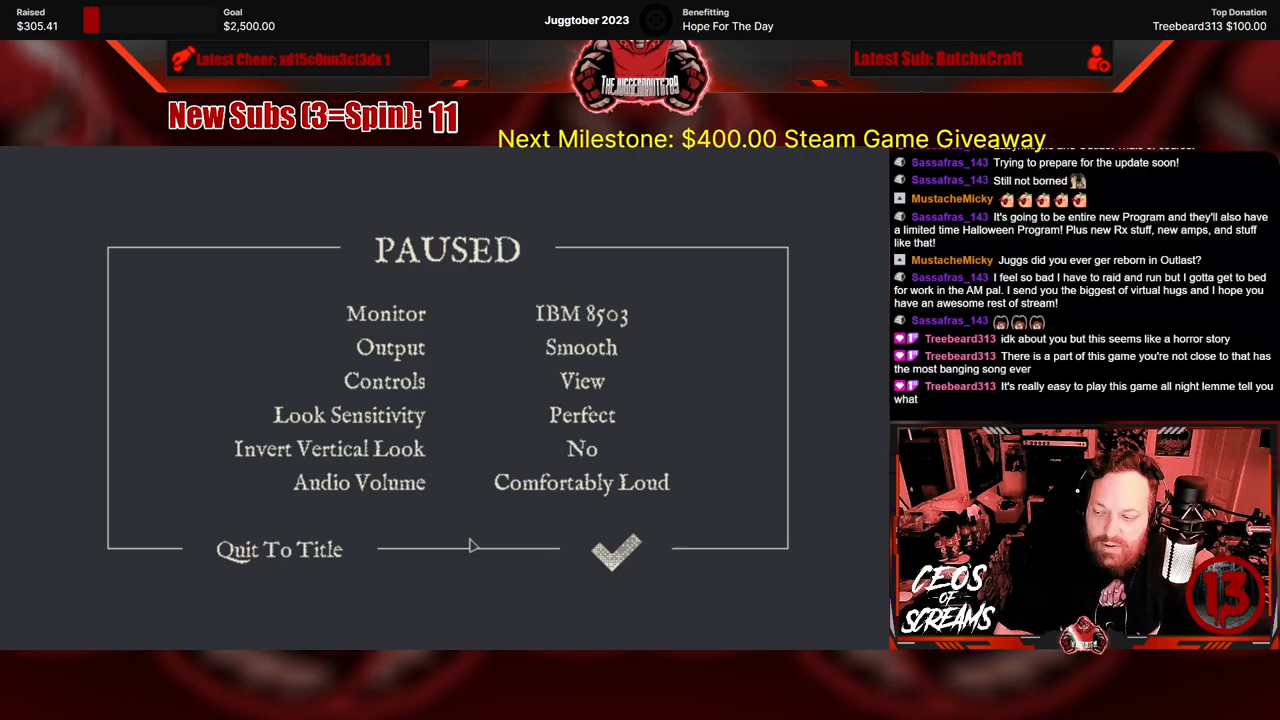 Raised
$305.41
Goal
$2,500.00
Juggtober 2023
Benefitting
Hope For The Day
Top Donation
Treebeard313 $100.00
Latest Cheer: xd15c0nn3ct3dx 1
THEJUGGERNAUT6789
Latest Sub: ButchxCraft
New Subs (3=Spin): 11
Next Milestone: $400.00 Steam Game Giveaway
PAUSED
Monitor IBM 8503
Output Smooth
Controls View
Look Sensitivity Perfect
Invert Vertical Look No
Audio Volume Comfortably Loud
Quit To Title
Sassafras_143 Trying to prepare for the update soon!
Sassafras_143 Still not borned
MustacheMicky
Sassafras_143 It's going to be entire new Program and they'll also have
a limited time Halloween Program! Plus new Rx stuff, new amps, and stuff
like that!
MustacheMicky Juggs did you ever ger reborn in Outlast?
Sassafras_143 I feel so bad I have to raid and run but I gotta get to bed
for work in the AM pal. I send you the biggest of virtual hugs and I hope you
have an awesome rest of stream!
Sassafras_143
Treebeard313 idk about you but this seems like a horror story
Treebeard313 There is a part of this game you're not close to that has
the most banging song ever
Treebeard313 It's really easy to play this game all night lemme tell you
what
CEOS
OF
SCREAMS
13